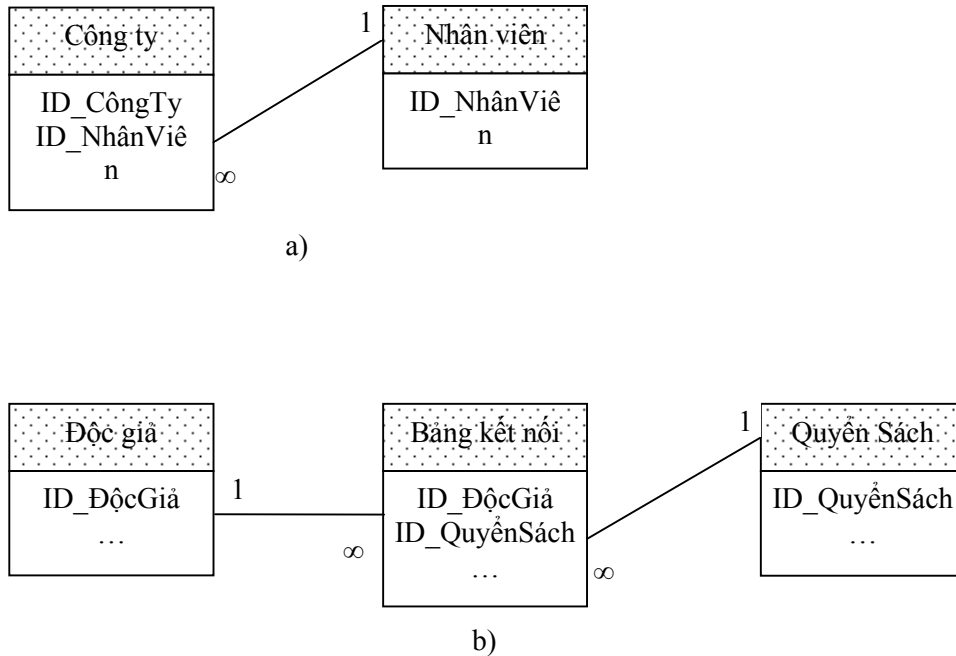 Công ty
1
Nhân viên
ID_CôngTy
ID_NhânViê
n
∞
ID_NhânViê
n
a)
Độc giả
ID_ĐộcGiả
…
1
∞
Bảng kết nối
ID_ĐộcGiả
ID_QuyểnSách
…
∞
1
Quyển Sách
ID_QuyểnSách
…
b)